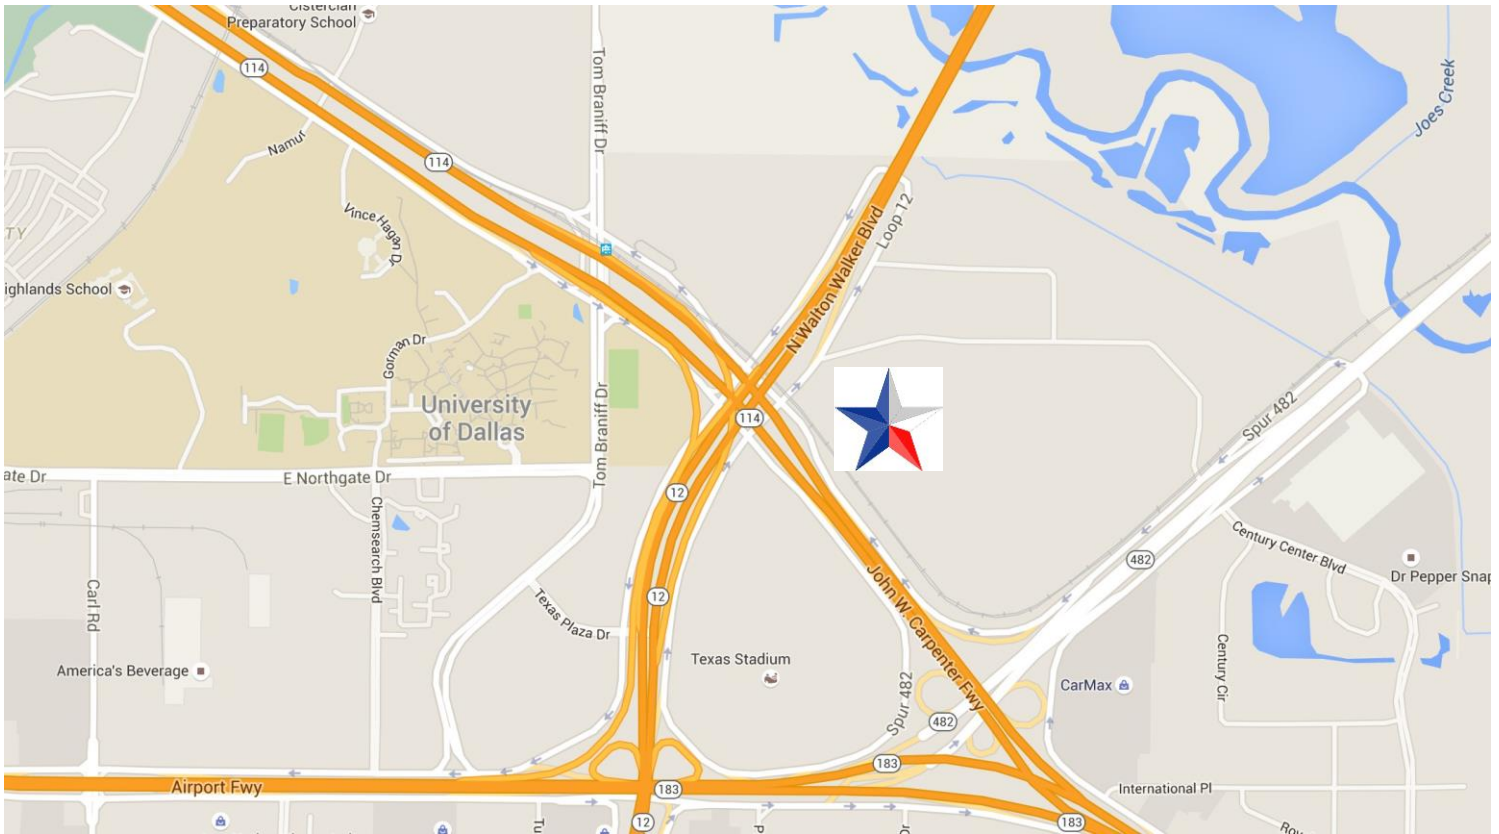 Cistercian
Preparatory School
114
Tom Braniff Dr
Joes Creek
Namur
114
Vince Hagan Dr
Loop 12
N Walton Walker Blvd
TY
ighlands School
Gorman Dr
University
of Dallas
114
Tom Braniff Dr
Spur 482
ate Dr
E Northgate Dr
12
Chemsearch Blvd
Century Center Blvd
482
Dr Pepper Snap
John W. Carpenter Fwy
Carl Rd
12
Texas Plaza Dr
Texas Stadium
America's Beverage
Century Cir
CarMax
Spur 482
482
183
Airport Fwy
183
International Pl
12
183
Tu
P